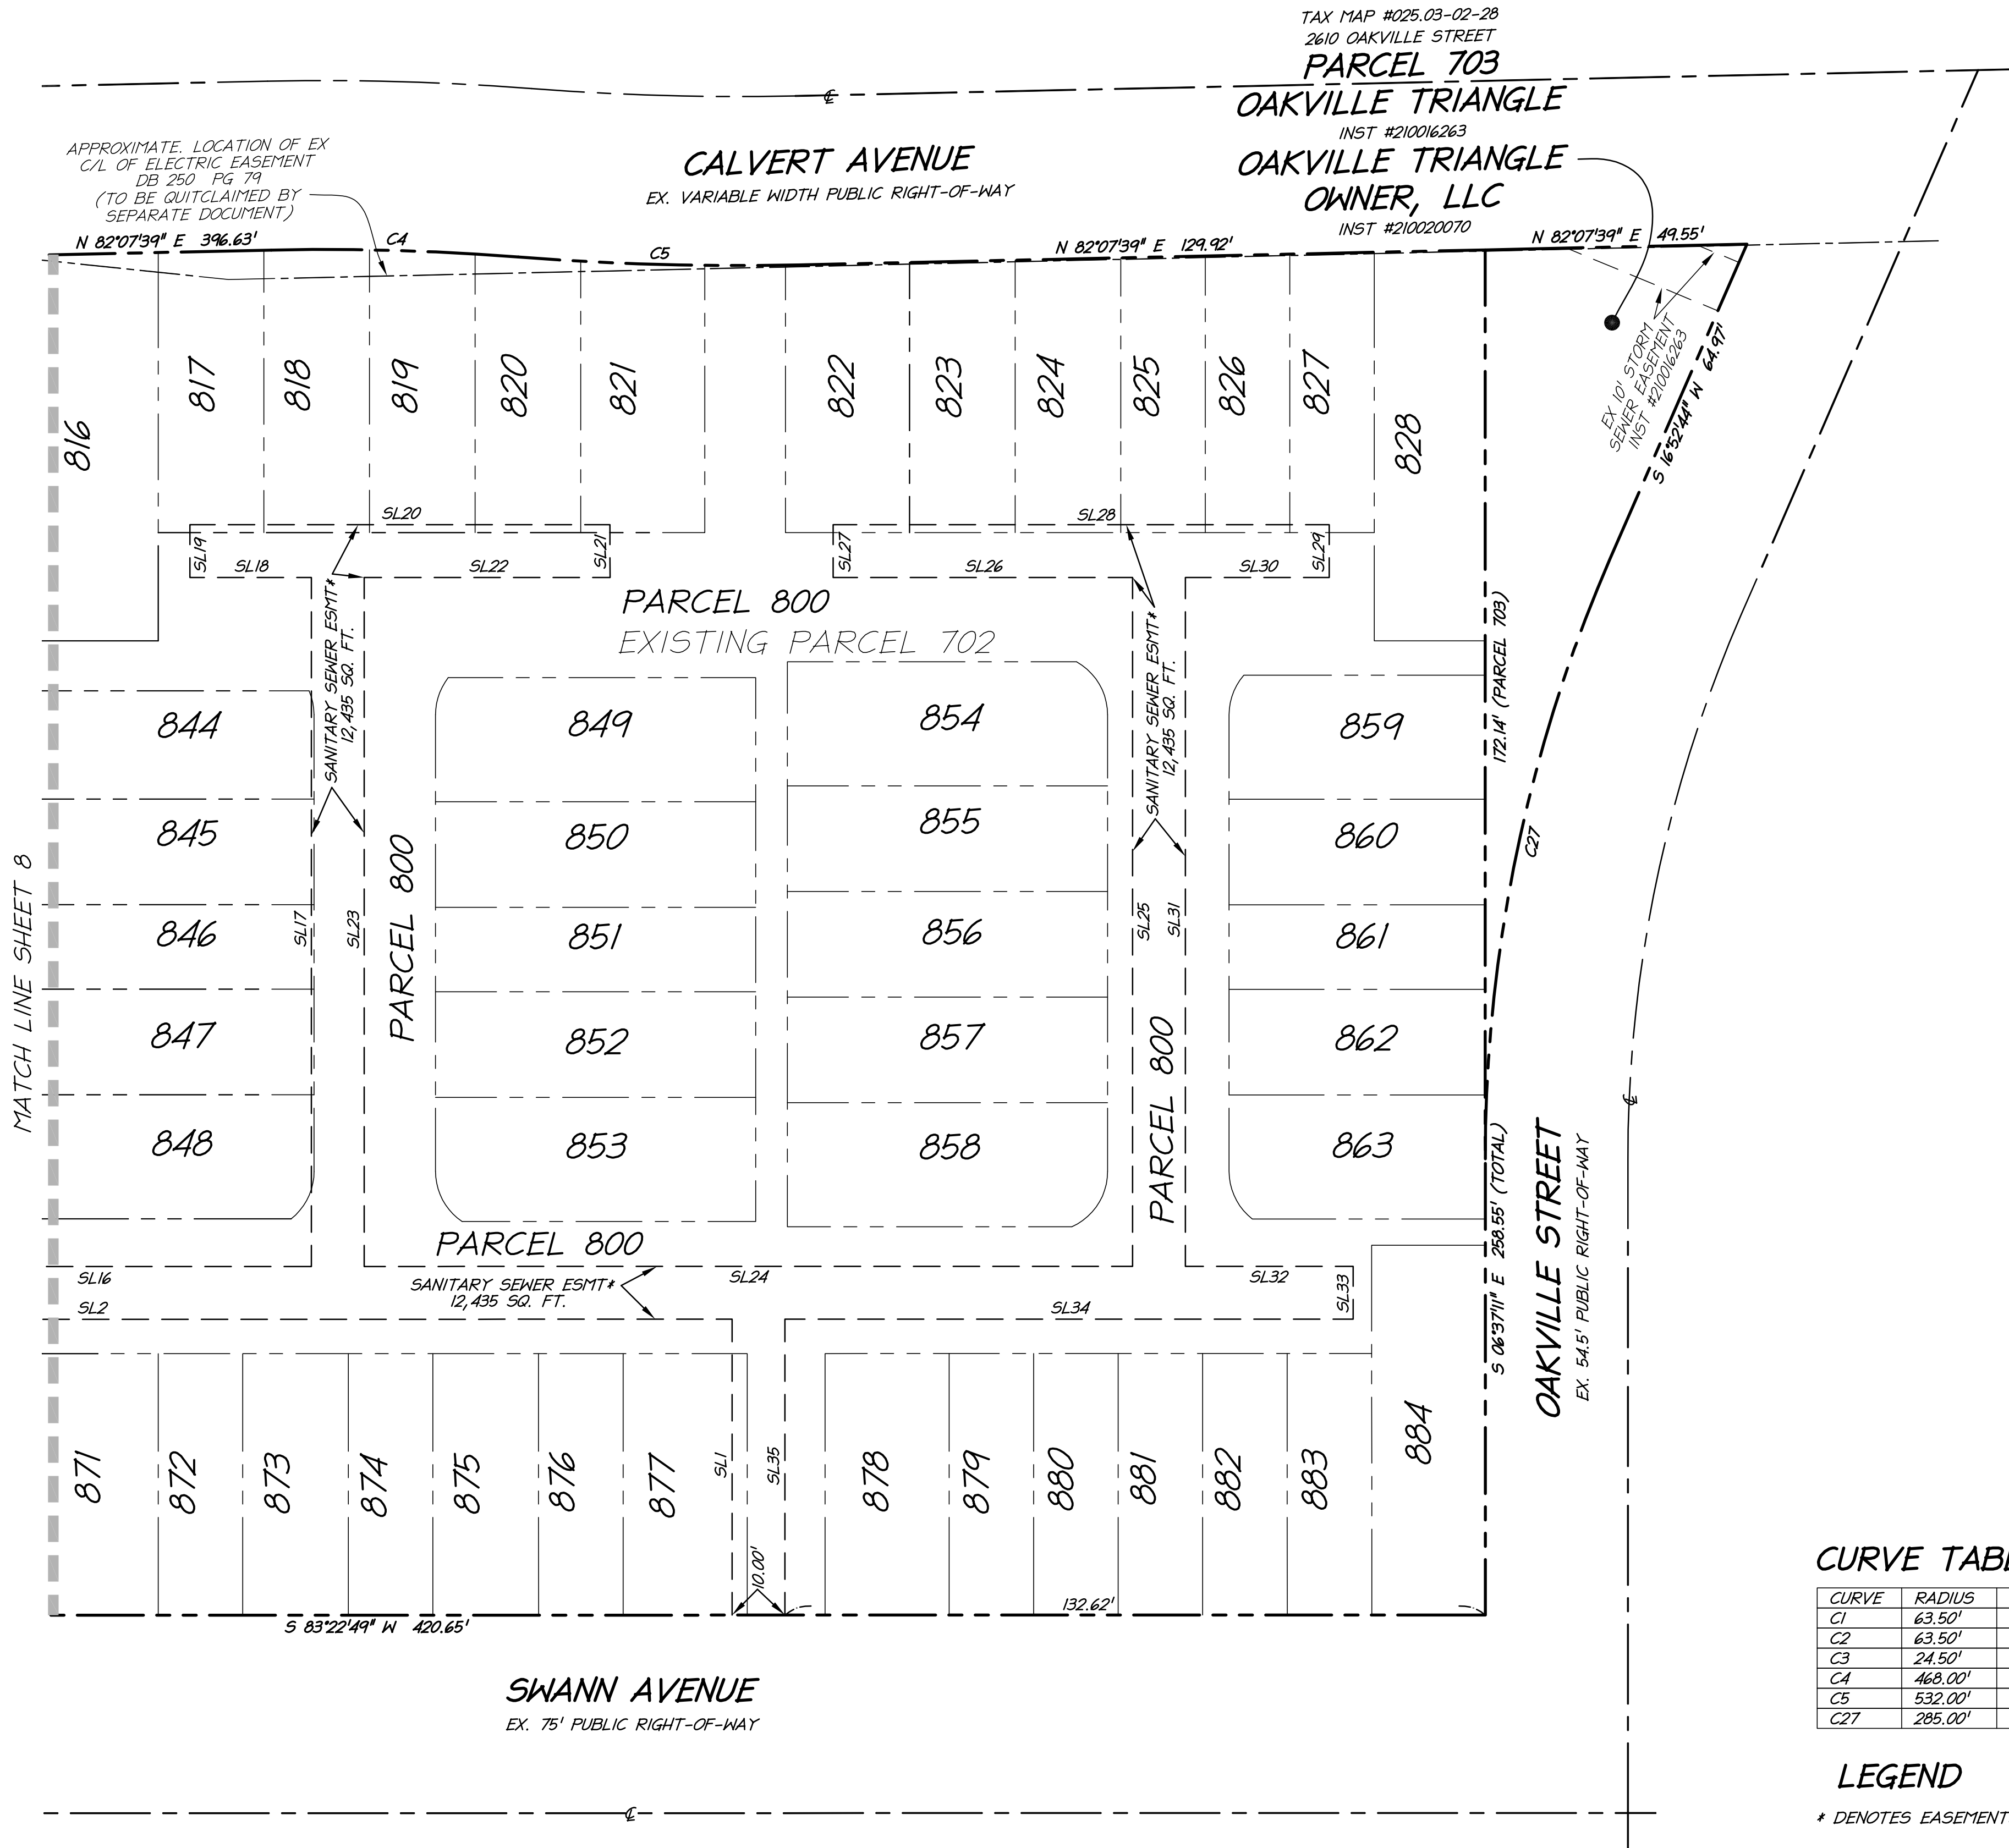 TAX MAP #025.03-02-28
2610 OAKVILLE STREET
PARCEL 703
OAKVILLE TRIANGLE
INST #210016263
OAKVILLE TRIANGLE
OWNER, LLC
INST #210020070
APPROXIMATE. LOCATION OF EX
C/L OF ELECTRIC EASEMENT
DB 250 PG 79
(TO BE QUITCLAIMED BY
SEPARATE DOCUMENT)
CALVERT AVENUE
EX. VARIABLE WIDTH PUBLIC RIGHT-OF-WAY
N 82°07'39" E 396.63'
C4
C5
N 82°07'39" E 129.92'
N 82°07'39" E 49.55'
EX 10' STORM
SEWER EASEMENT
INST #210016263
S 16°52'44" W 64.97'
816
817
818
819
820
821
822
823
824
825
826
827
828
SL20
SL19
SL18
SL22
SL21
SL28
SL27
SL26
SL30
SL29
SANITARY SEWER ESMT*
12,435 SQ. FT.
PARCEL 800
EXISTING PARCEL 702
SANITARY SEWER ESMT*
12,435 SQ. FT.
172.14' (PARCEL 703)
C27
MATCH LINE SHEET 8
844
845
846
847
848
SL17
SL23
PARCEL 800
849
850
851
852
853
854
855
856
857
858
SL25
SL31
PARCEL 800
859
860
861
862
863
S 06°37'11" E 258.55' (TOTAL)
OAKVILLE STREET
EX. 54.5' PUBLIC RIGHT-OF-WAY
PARCEL 800
SL16
SL2
SANITARY SEWER ESMT*
12,435 SQ. FT.
SL24
SL32
SL33
SL34
871
872
873
874
875
876
877
SL1
SL35
10.00'
878
879
880
881
882
883
884
S 83°22'49" W 420.65'
132.62'
SWANN AVENUE
EX. 75' PUBLIC RIGHT-OF-WAY
CURVE TABL
CURVE RADIUS
C1 63.50'
C2 63.50'
C3 24.50'
C4 468.00'
C5 532.00'
C27 285.00'
LEGEND
* DENOTES EASEMENT